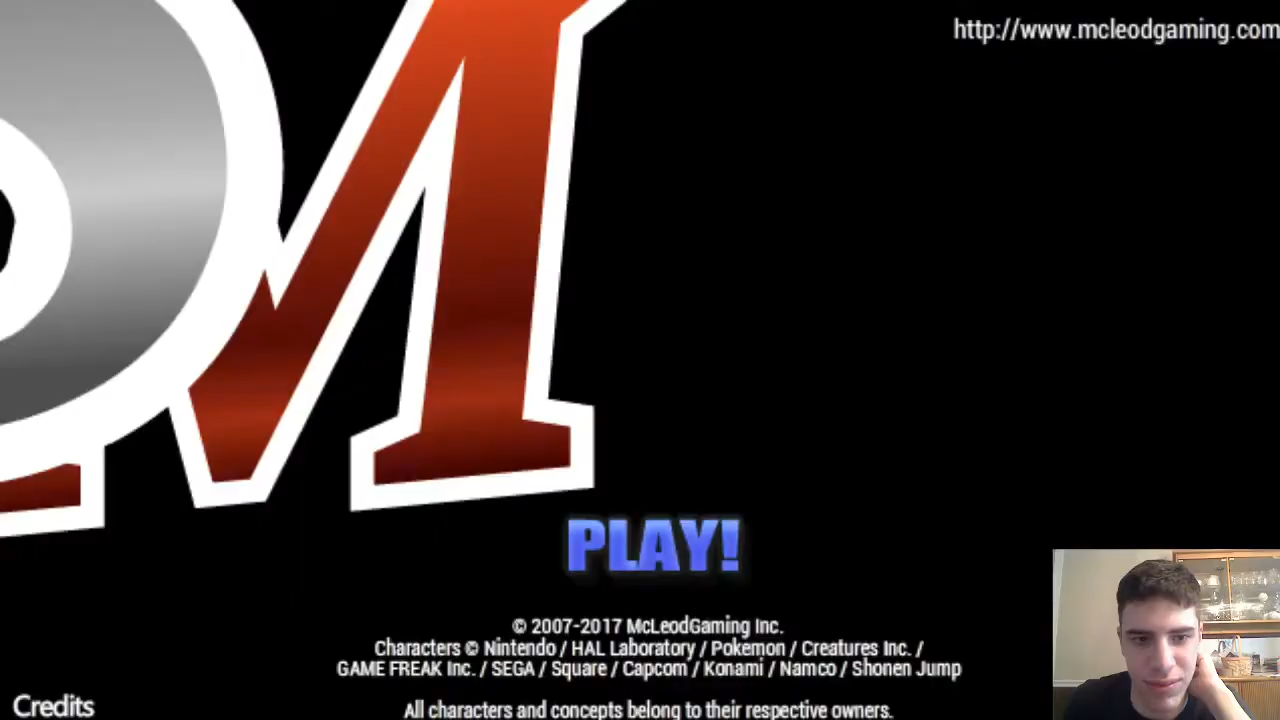 http://www.mcleodgaming.com
PLAY!
© 2007-2017 McLeodGaming Inc.
Characters © Nintendo / HAL Laboratory / Pokemon / Creatures Inc. /
GAME FREAK Inc. / SEGA / Square / Capcom / Konami / Namco / Shonen Jump
Credits
All characters and concepts belong to their respective owners.